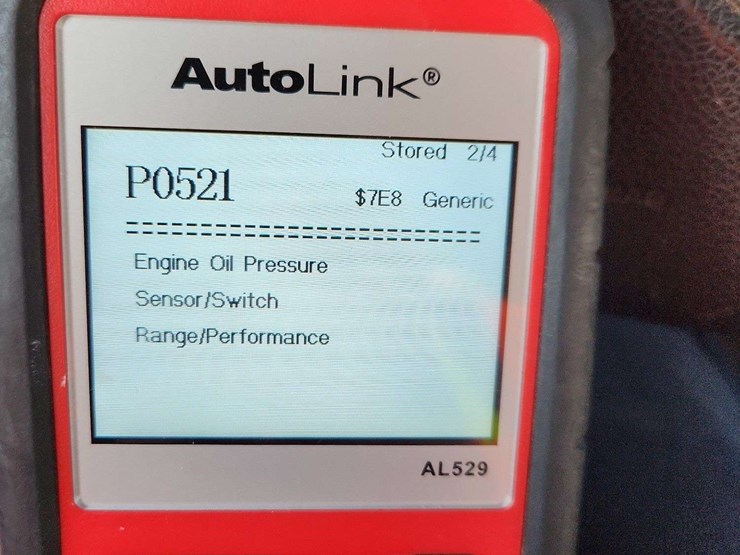 AutoLink®
Stored 2/4
P0521
$7E8 Generic
==========================
Engine Oil Pressure
Sensor/Switch
Range/Performance
AL529